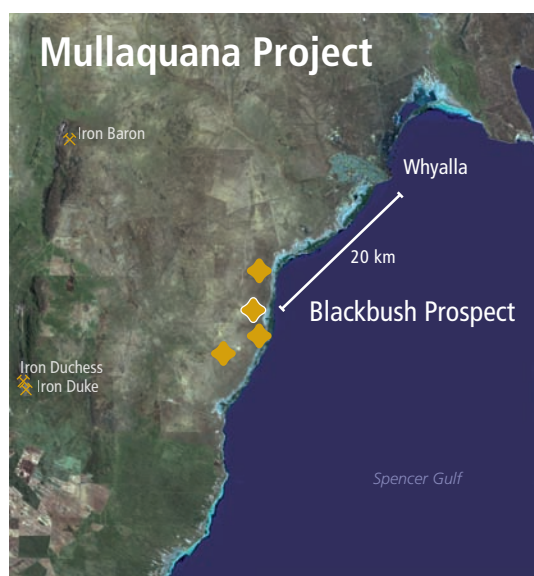 Mullaquana Project
Iron Baron
Whyalla
20 km
Blackbush Prospect
Iron Duchess
Iron Duke
Spencer Gulf